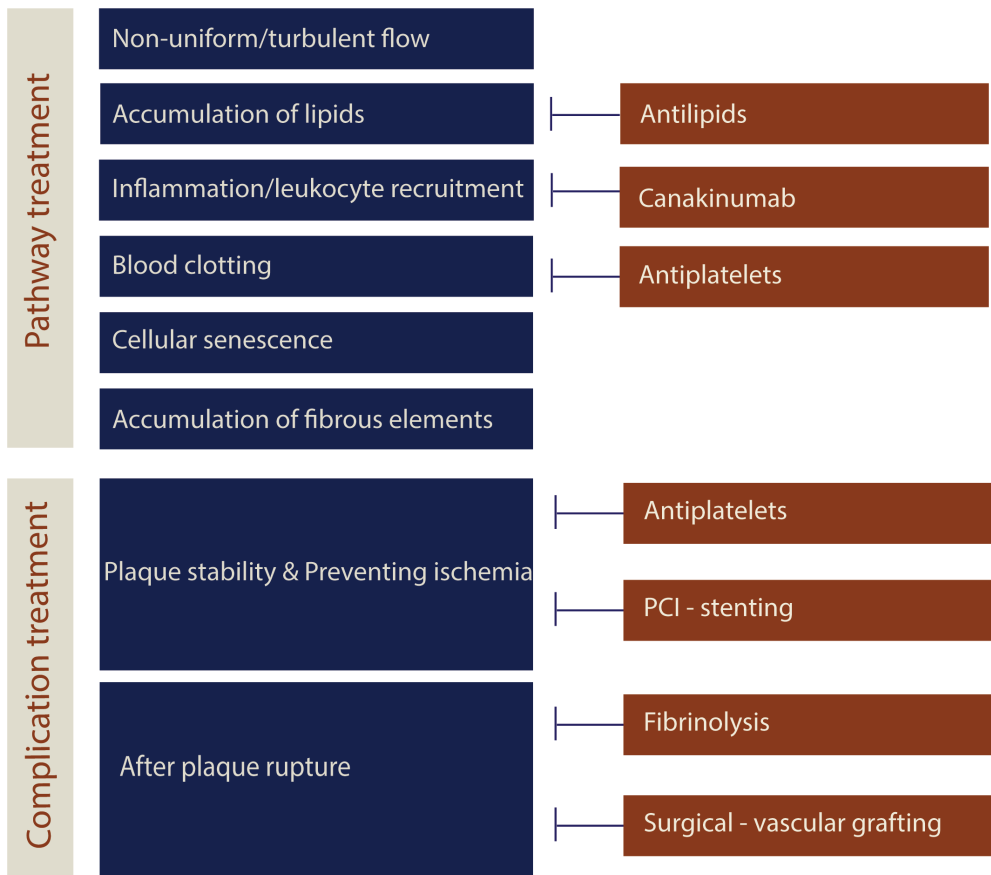 Pathway treatment
Non-uniform/turbulent flow
Accumulation of lipids
Antilipids
Inflammation/leukocyte recruitment
Canakinumab
Blood clotting
Antiplatelets
Cellular senescence
Accumulation of fibrous elements
Complication treatment
Plaque stability & Preventing ischemia
Antiplatelets
PCI - stenting
After plaque rupture
Fibrinolysis
Surgical - vascular grafting